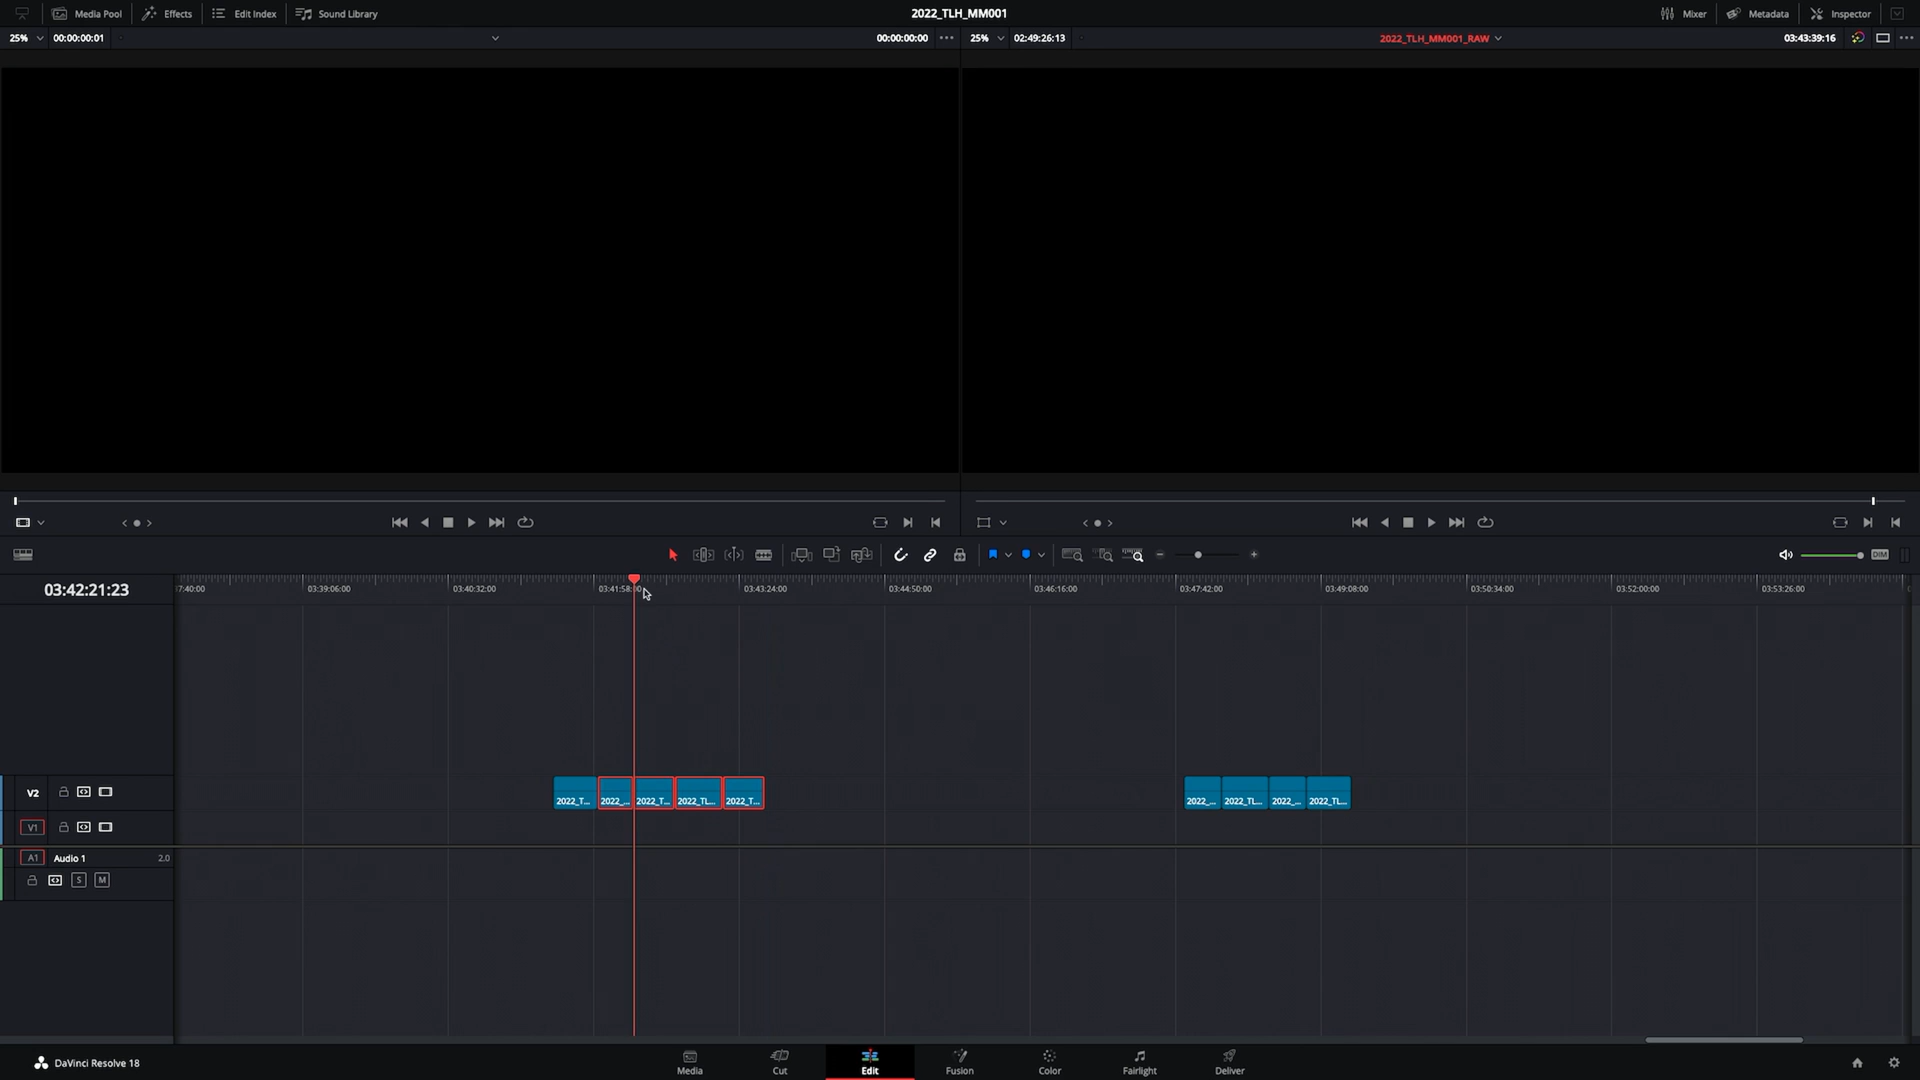 Media Pool Effects Edit Index Sound Library 2022_TLH_MM001 Mixer Metadata Inspector
25% 00:00:00:01 00:00:00:00 25% 02:49:26:13 2022_TLH_MM001_RAW 03:43:39:16
DIM
03:42:21:23 7:40:00 03:39:06:00 03:40:32:00 03:41:58:00 03:43:24:00 03:44:50:00 03:46:16:00 03:47:42:00 03:49:08:00 03:50:34:00 03:52:00:00 03:53:26:00
V2 2022_T... 2022_... 2022_T... 2022_TL... 2022_T... 2022_... 2022_TL... 2022_... 2022_TL...
V1
A1 Audio 1 2.0
S M
DaVinci Resolve 18 Media Cut Edit Fusion Color Fairlight Deliver